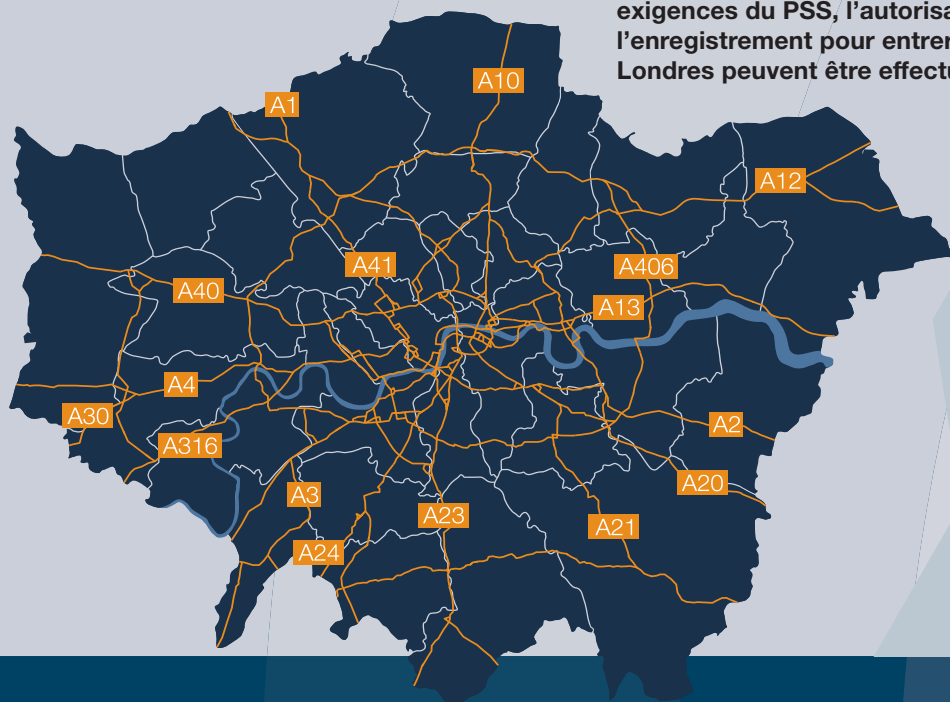 exigences du PSS, l'autorisa
l'enregistrement pour entrer
Londres peuvent être effectu
A10
A1
A12
A41
A406
A40
A13
A4
A30
A2
A316
A20
A3
A23
A21
A24